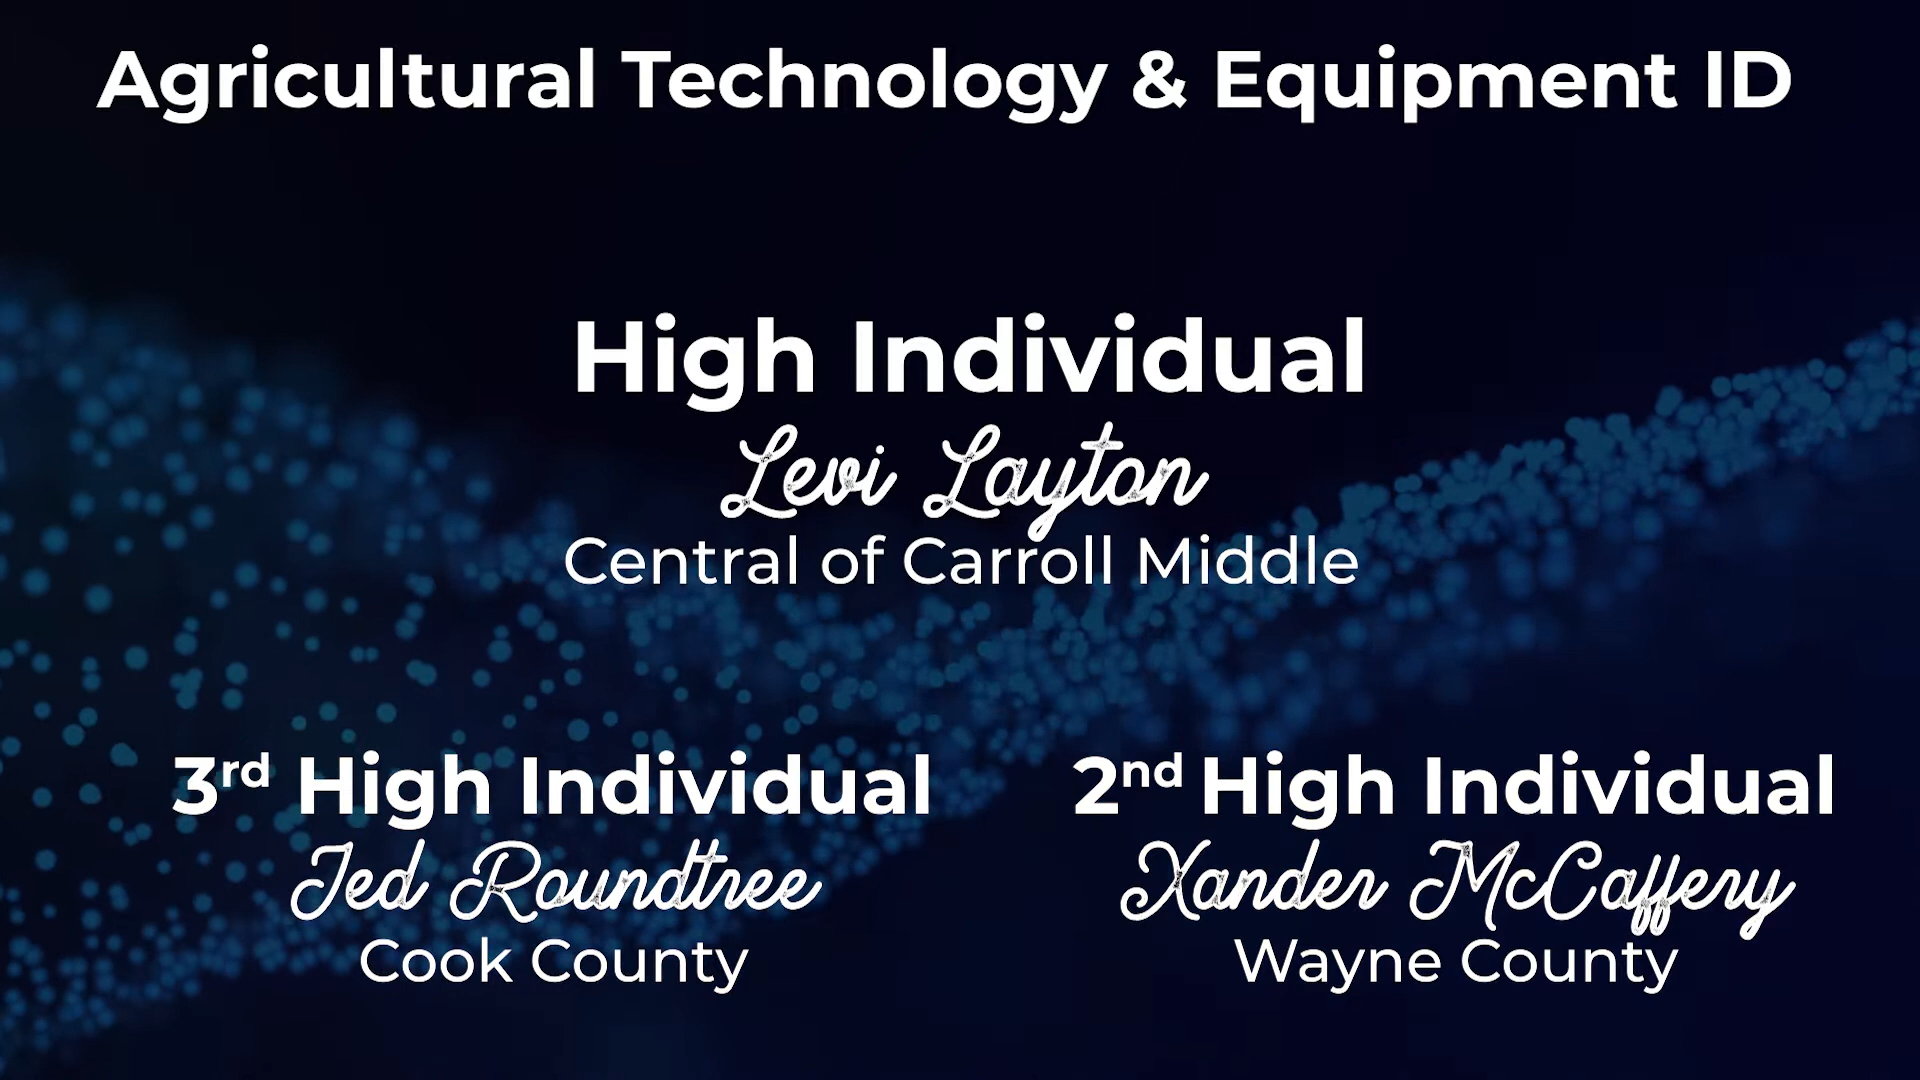 Agricultural Technology & Equipment ID
High Individual
Levi Layton
Central of Carroll Middle
3rd High Individual
Jed Roundtree
Cook County
2nd High Individual
Xander McCaffery
Wayne County